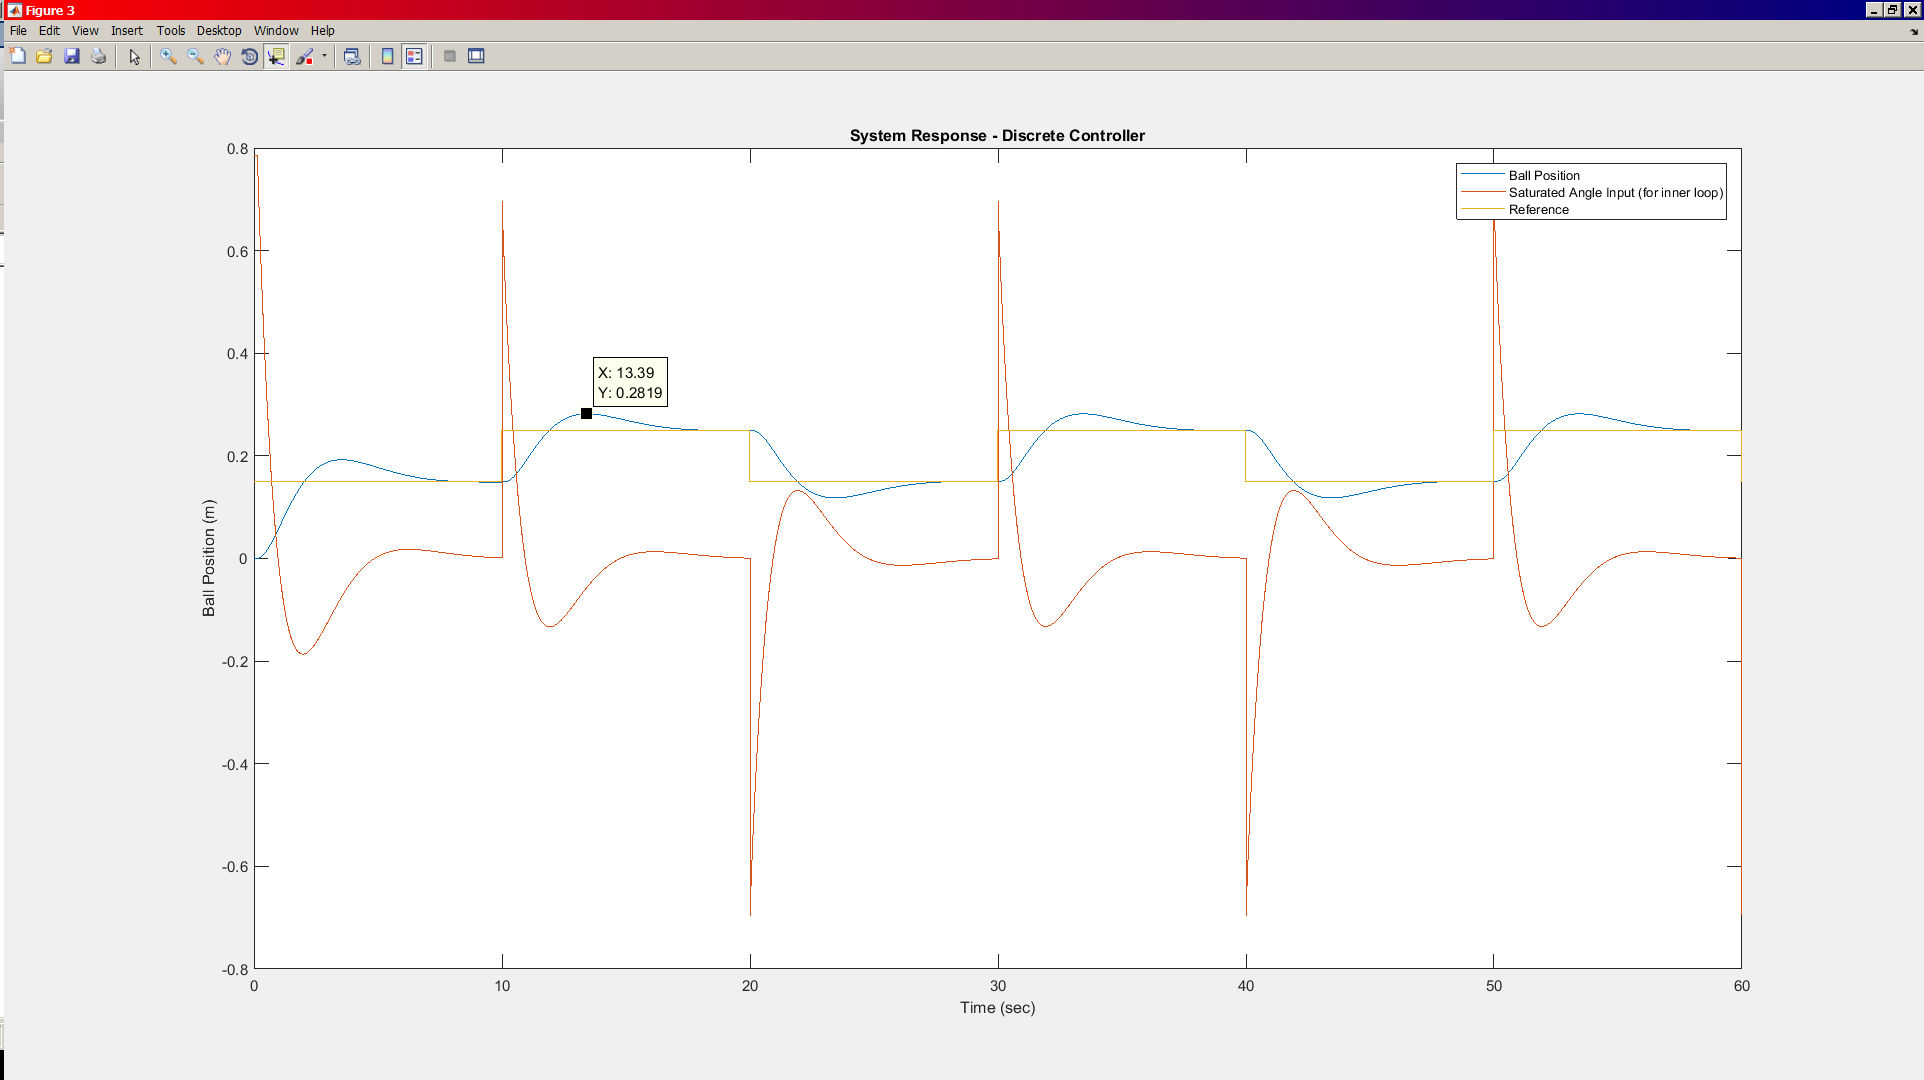 Figure 3
File Edit View Insert Tools Desktop Window Help
System Response - Discrete Controller
Ball Position
Saturated Angle Input (for inner loop)
Reference
X: 13.39
Y: 0.2819
Ball Position (m)
0.8
0.6
0.4
0.2
0
-0.2
-0.4
-0.6
-0.8
0 10 20 30 40 50 60
Time (sec)